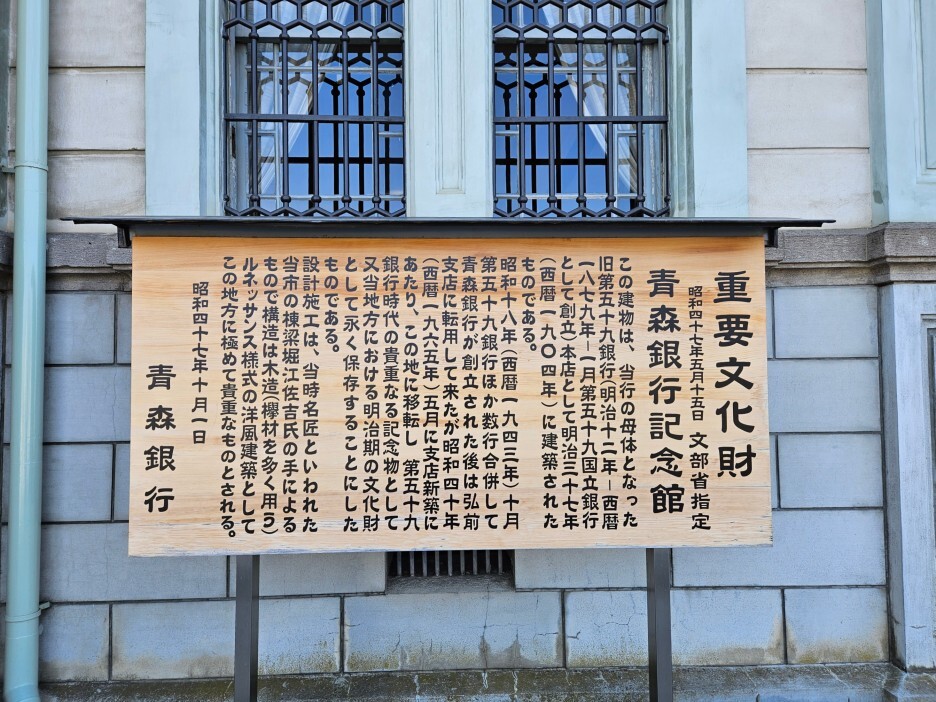 重要文化財
昭和四十七年五月十五日 文部省指定
青森銀行記念館
この建物は、当行の母体となった
旧第五十九銀行(明治十二年―西暦
一八七九年―一月第五十九国立銀行
として創立)本店として明治三十七年
(西暦一九〇四年)に建築された
ものである。
昭和十八年(西暦一九四三年)十月
第五十九銀行ほか数行合併して
青森銀行が創立された後は弘前
支店に転用して来たが昭和四十年
(西暦一九六五年)五月に支店新築に
あたり、この地に移転し 第五十九
銀行時代の貴重なる記念物として
又当地方における明治期の文化財
として永く保存することにした
ものである。
設計施工は、当時名匠といわれた
当市の棟梁堀江佐吉氏の手による
もので構造は木造(欅材を多く用う)
ルネッサンス様式の洋風建築として
この地方に極めて貴重なものとされる。
昭和四十七年十月一日
青森銀行